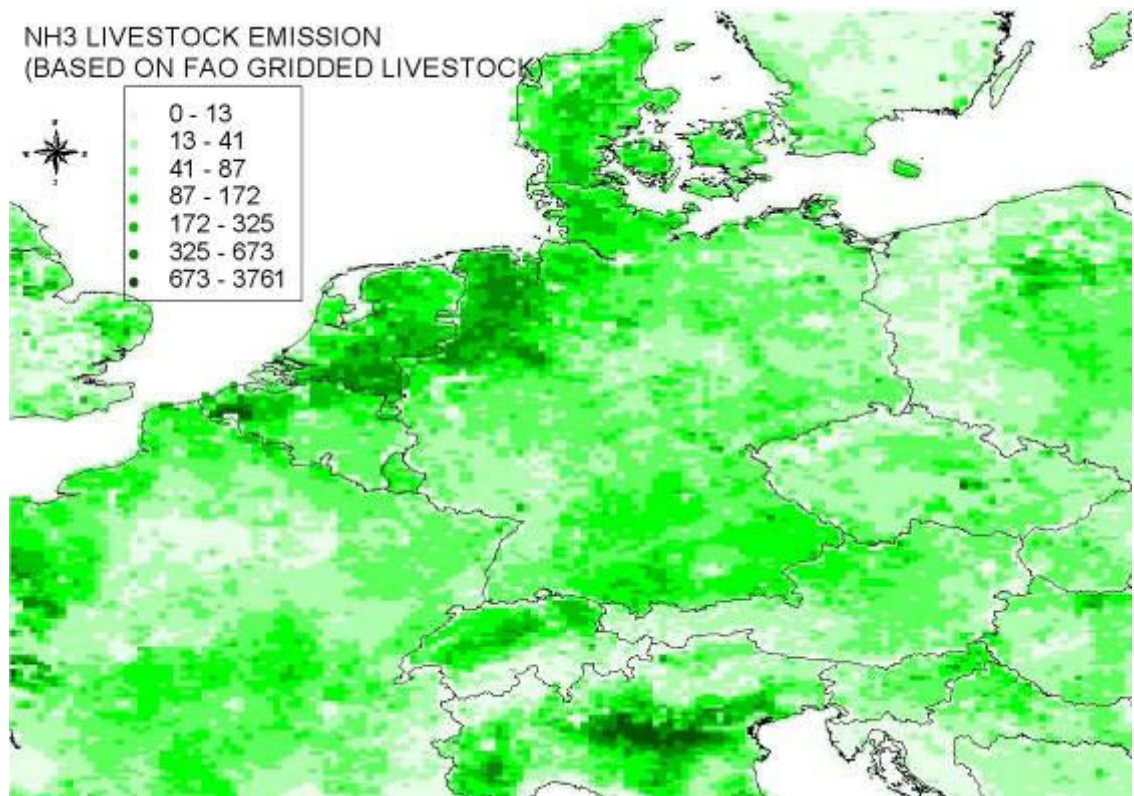 NH3 LIVESTOCK EMISSION
(BASED ON FAO GRIDDED LIVESTOCK)
0 - 13
13 - 41
41 - 87
87 - 172
172 - 325
325 - 673
673 - 3761